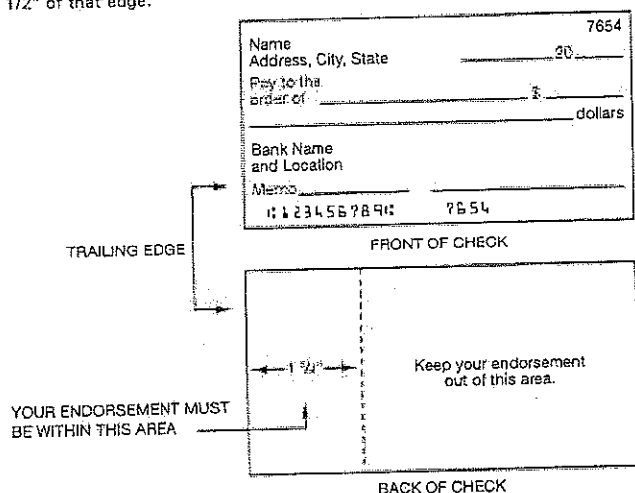 1/2" of that edge.
7654
Name
Address, City, State
20
Pay to the
order of $
dollars
Bank Name
and Location
Memo
⑆123456789⑆ 7654
TRAILING EDGE
FRONT OF CHECK
1 1/2"
Keep your endorsement
out of this area.
YOUR ENDORSEMENT MUST
BE WITHIN THIS AREA
BACK OF CHECK